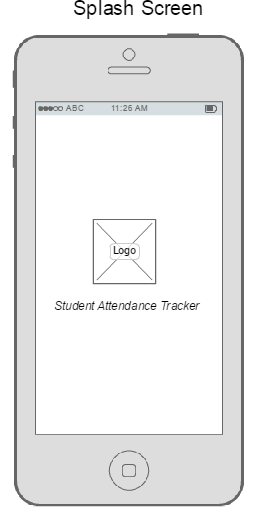 Splash Screen
ABC 11:26 AM
Logo
Student Attendance Tracker